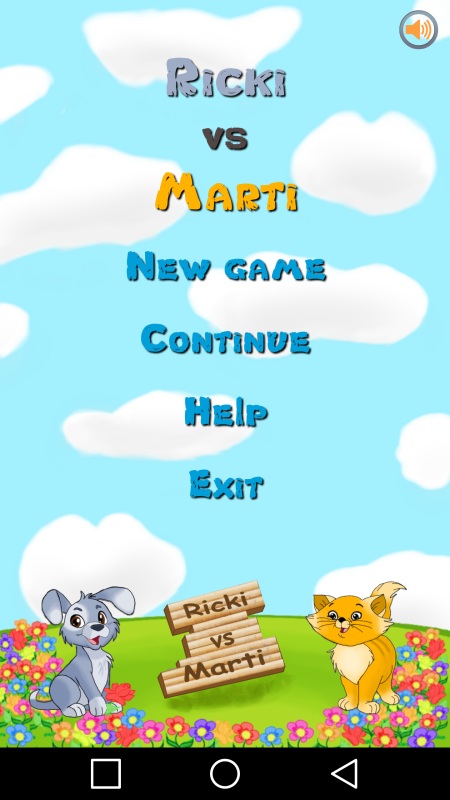 Ricki
vs
Marti
New game
Continue
Help
Exit
Ricki
vs
Marti